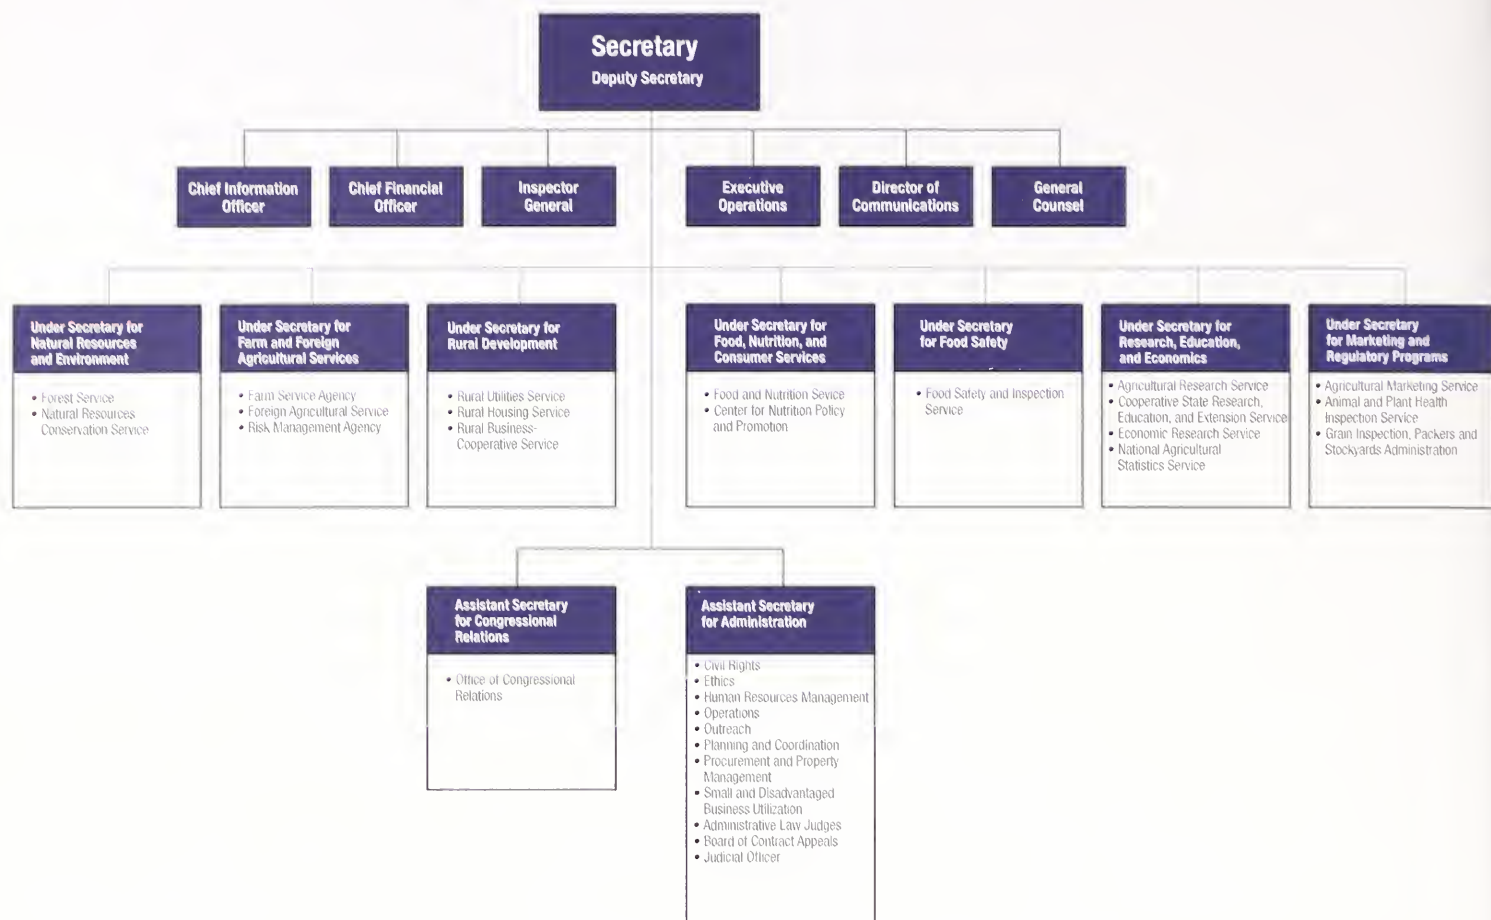 Secretary
Deputy Secretary
Chief Information
Officer
Chief Financial
Officer
Inspector
General
Executive
Operations
Director of
Communications
General
Counsel
Under Secretary for
Natural Resources
and Environment
• Forest Service
• Natural Resources
Conservation Service
Under Secretary for
Farm and Foreign
Agricultural Services
• Farm Service Agency
• Foreign Agricultural Service
• Risk Management Agency
Under Secretary for
Rural Development
• Rural Utilities Service
• Rural Housing Service
• Rural Business-
Cooperative Service
Under Secretary for
Food, Nutrition, and
Consumer Services
• Food and Nutrition Sevice
• Center for Nutrition Policy
and Promotion
Under Secretary
for Food Safety
• Food Safety and Inspection
Service
Under Secretary for
Research, Education,
and Economics
• Agricultural Research Service
• Cooperative State Research,
Education, and Extension Service
• Economic Research Service
• National Agricultural
Statistics Service
Under Secretary
for Marketing and
Regulatory Programs
• Agricultural Marketing Service
• Animal and Plant Health
Inspection Service
• Grain Inspection, Packers and
Stockyards Administration
Assistant Secretary
for Congressional
Relations
• Office of Congressional
Relations
Assistant Secretary
for Administration
• Civil Rights
• Ethics
• Human Resources Management
• Operations
• Outreach
• Planning and Coordination
• Procurement and Property
Management
• Small and Disadvantaged
Business Utilization
• Administrative Law Judges
• Board of Contract Appeals
• Judicial Officer